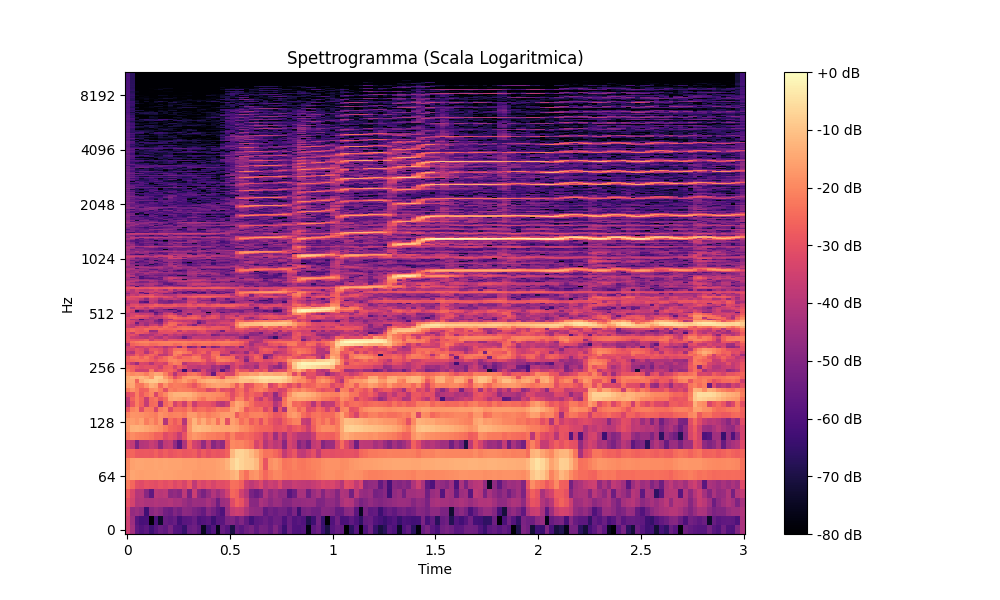 Spettrogramma (Scala Logaritmica)
8192
4096
2048
1024
512
256
128
64
0
Hz
0
0.5
1
1.5
2
2.5
3
Time
+0 dB
-10 dB
-20 dB
-30 dB
-40 dB
-50 dB
-60 dB
-70 dB
-80 dB